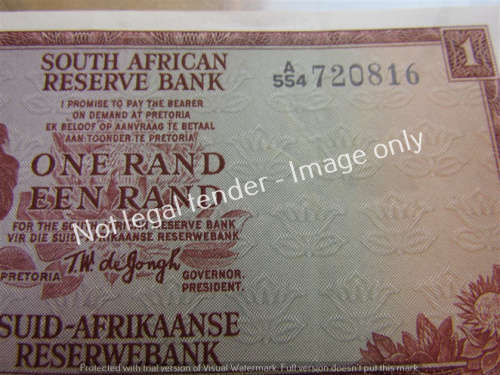 SOUTH AFRICAN
RESERVE BANK
A/554 720816
1
I PROMISE TO PAY THE BEARER
ON DEMAND AT PRETORIA
EK BELOOF OP AANVRAAG TE BETAAL
AAN TOONDER TE PRETORIA
ONE RAND
EEN RAND
Not legal tender - Image only
FOR THE SOUTH AFRICAN RESERVE BANK
VIR DIE SUID-AFRIKAANSE RESERWEBANK
PRETORIA
T.W. de Jongh
GOVERNOR.
PRESIDENT.
SUID-AFRIKAANSE
RESERWEBANK
Protected with trial version of Visual Watermark. Full version doesn't put this mark.